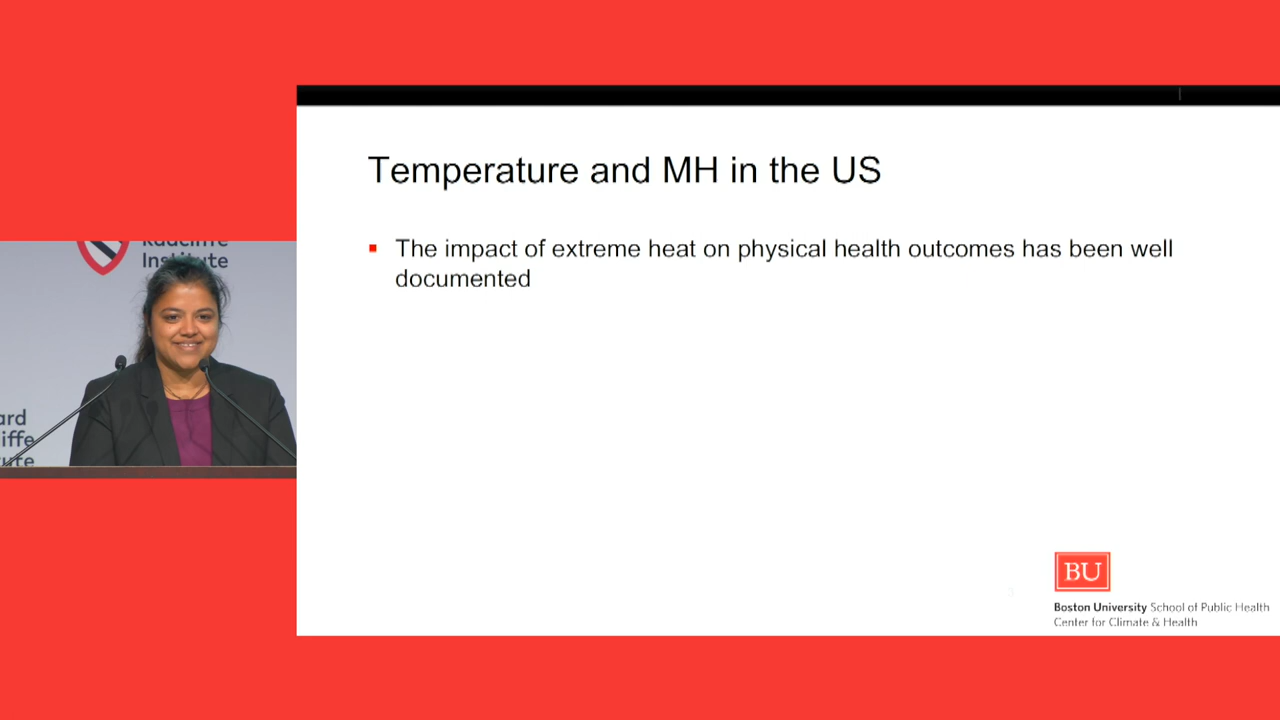 Institute
Temperature and MH in the US
The impact of extreme heat on physical health outcomes has been well
documented
BU
Boston University School of Public Health
Center for Climate & Health